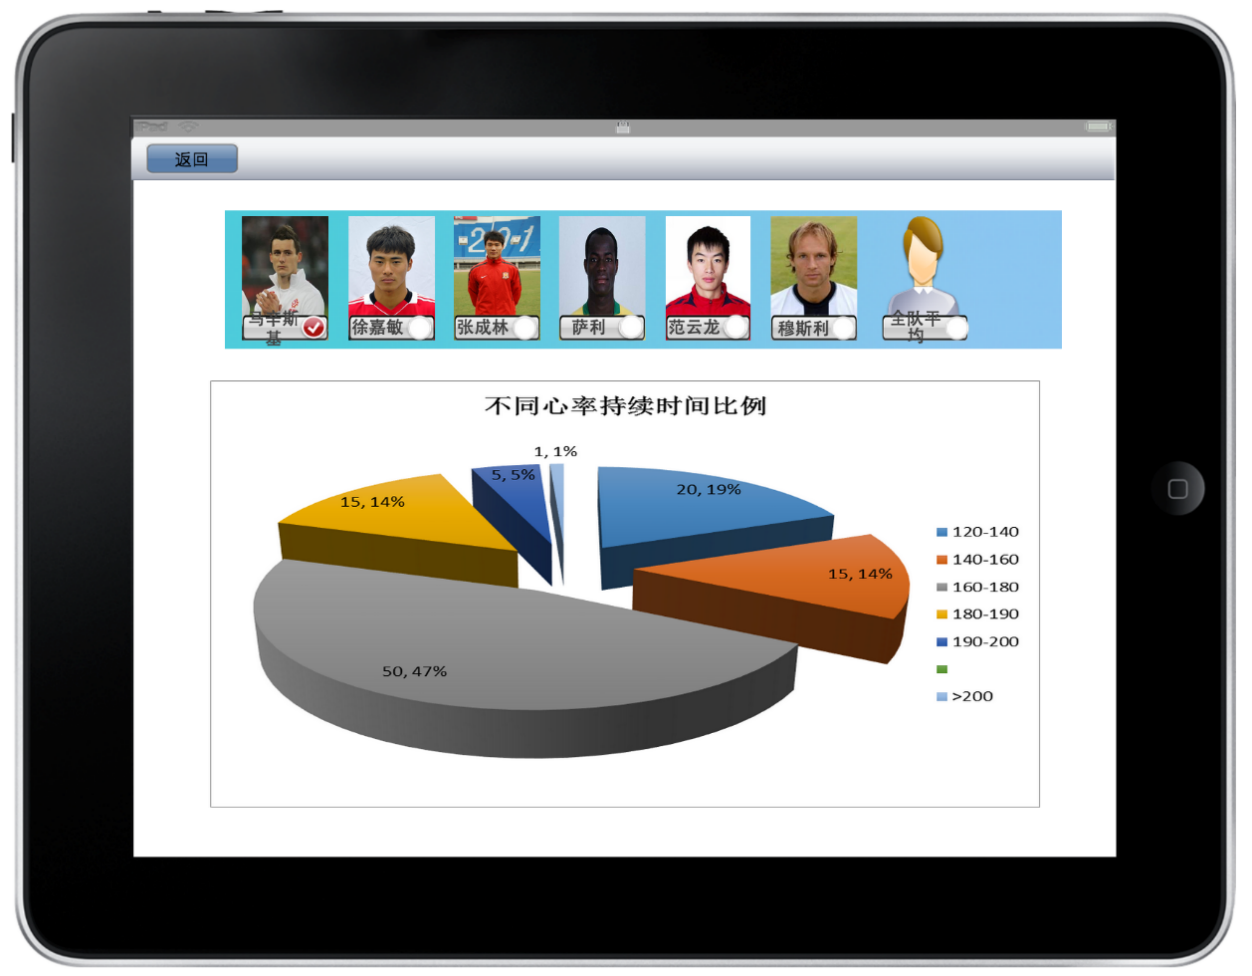 iPad
返回
马辛斯
基
徐嘉敏
张成林
萨利
范云龙
穆斯利
全队平
均
不同心率持续时间比例
1, 1%
5, 5%
20, 19%
15, 14%
15, 14%
50, 47%
120-140
140-160
160-180
180-190
190-200
>200